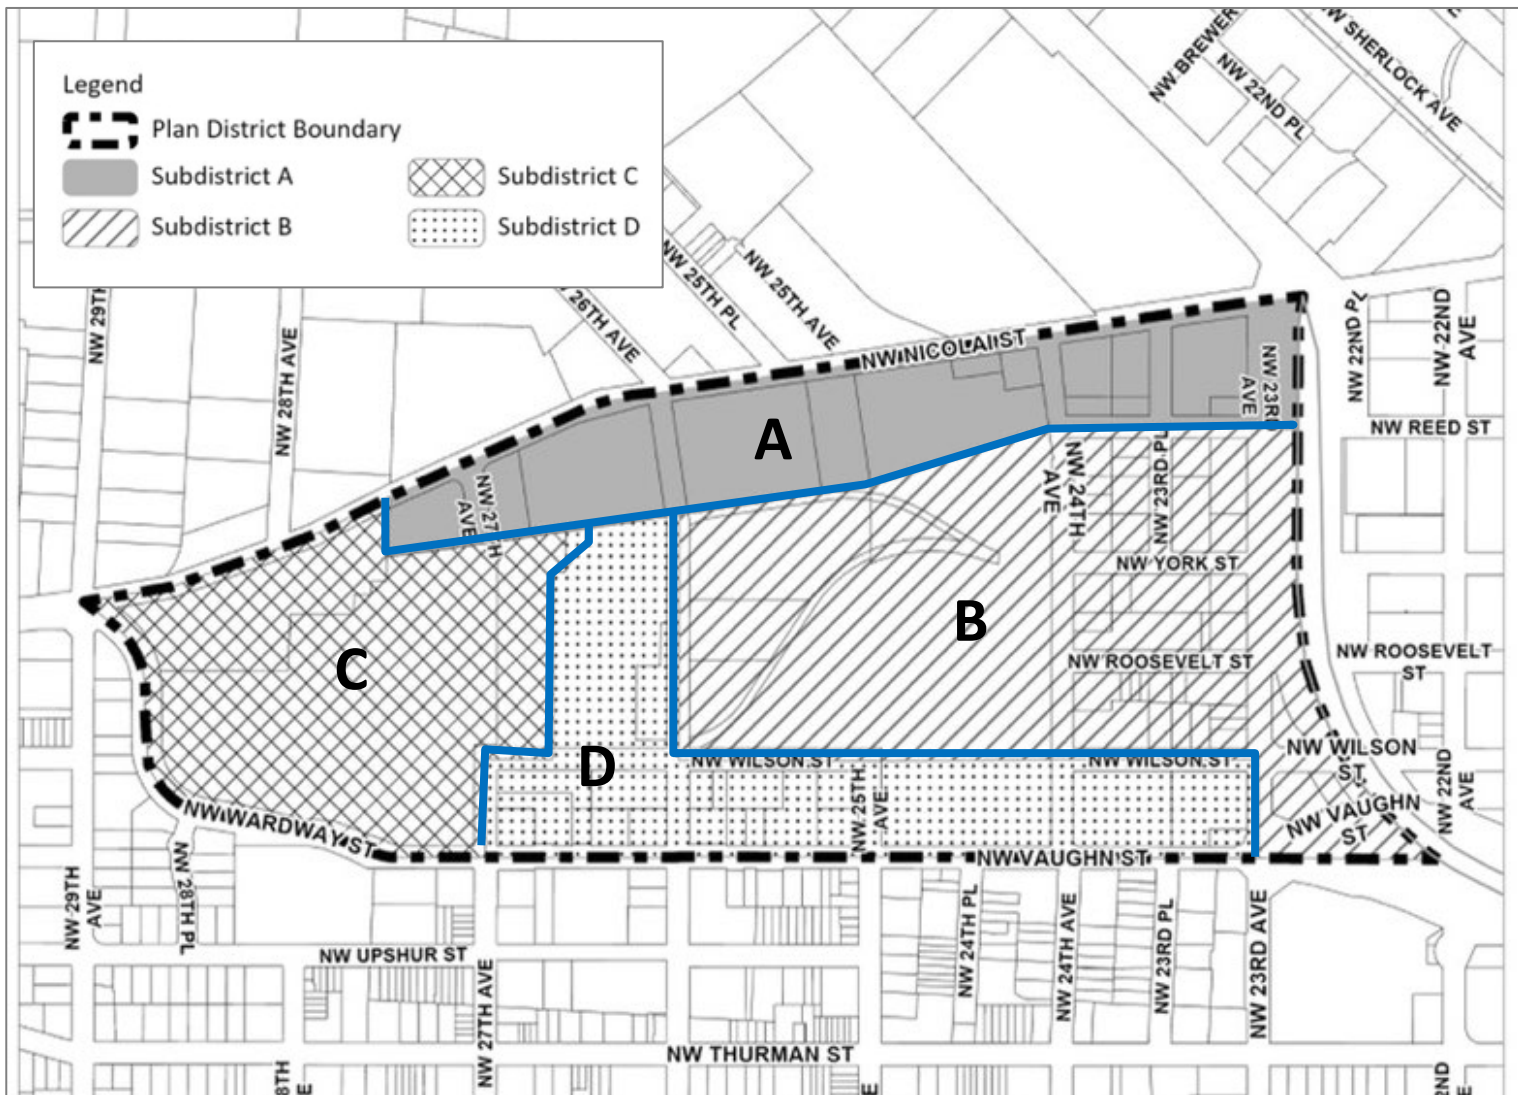 NW BREWER
NW SHERLOCK AVE
NW 22ND PL
Legend
Plan District Boundary
Subdistrict A
Subdistrict C
Subdistrict B
Subdistrict D
NW 29TH
NW 28TH AVE
26TH AVE
NW 25TH PL
NW 25TH AVE
NW NICOLAI ST
NW 23RD
AVE
NW 22ND PL
NW 22ND
AVE
NW REED ST
A
NW 27TH
AVE
NW 24TH
AVE
NW 23RD PL
NW YORK ST
B
C
NW ROOSEVELT ST
NW ROOSEVELT
ST
D
NW WILSON ST
NW WILSON ST
NW WILSON
ST
NW 25TH
AVE
NW VAUGHN
ST
NW 22ND
AVE
NW WARDWAY ST
NW VAUGHN ST
NW 29TH
AVE
NW 28TH PL
NW UPSHUR ST
NW 27TH AVE
NW 24TH PL
NW 24TH AVE
NW 23RD PL
NW 23RD AVE
NW THURMAN ST
8TH
E
E
2ND
E